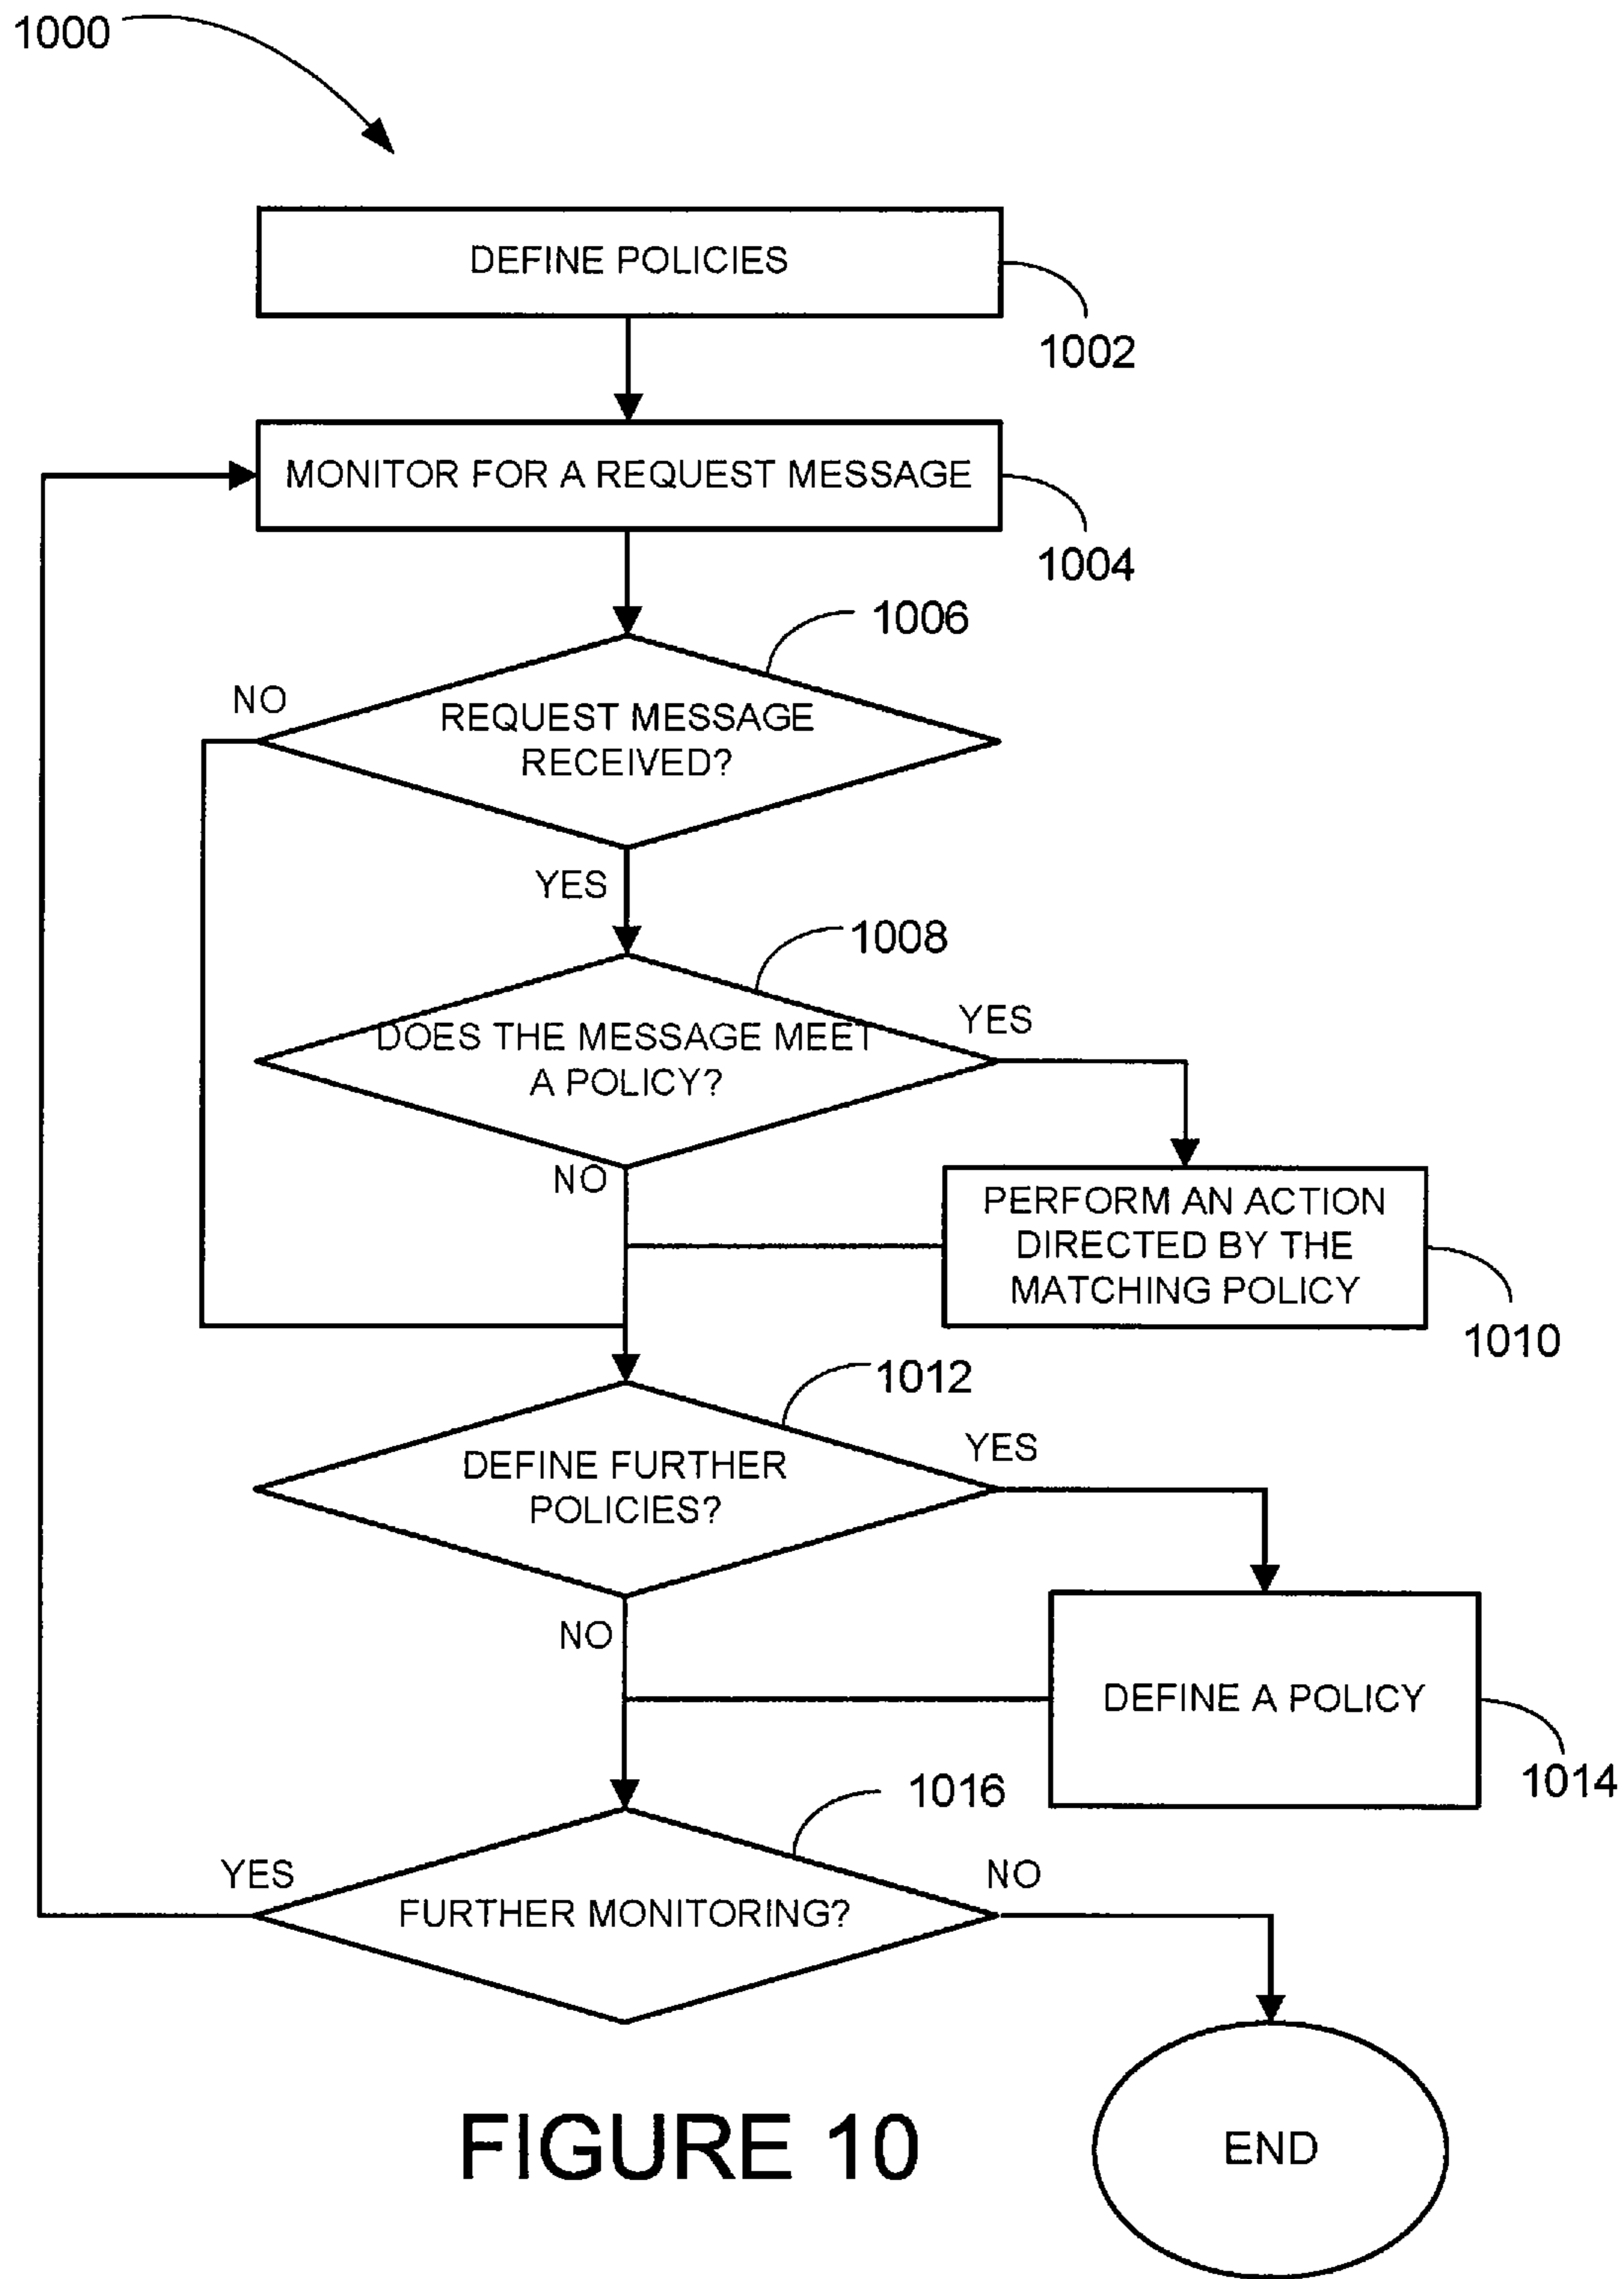 1000
DEFINE POLICIES
1002
MONITOR FOR A REQUEST MESSAGE
1004
1006
NO
REQUEST MESSAGE
RECEIVED?
YES
1008
YES
DOES THE MESSAGE MEET
A POLICY?
NO
PERFORM AN ACTION
DIRECTED BY THE
MATCHING POLICY
1010
1012
YES
DEFINE FURTHER
POLICIES?
NO
DEFINE A POLICY
1014
1016
YES
NO
FURTHER MONITORING?
END
FIGURE 10